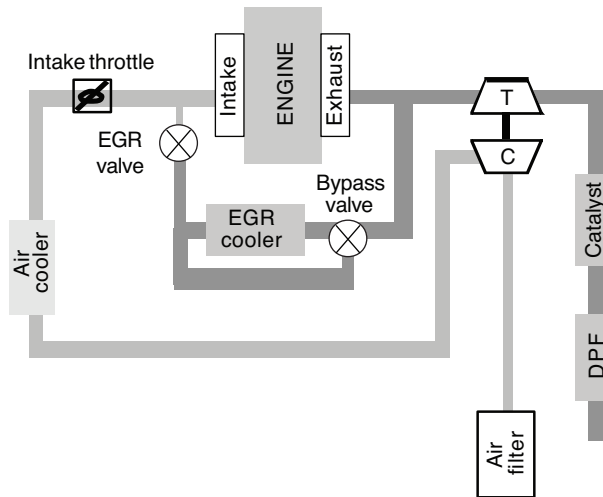 Intake throttle
Intake
ENGINE
Exhaust
T
EGR
valve
C
Bypass
valve
EGR
cooler
Catalyst
Air
cooler
DPF
Air
filter